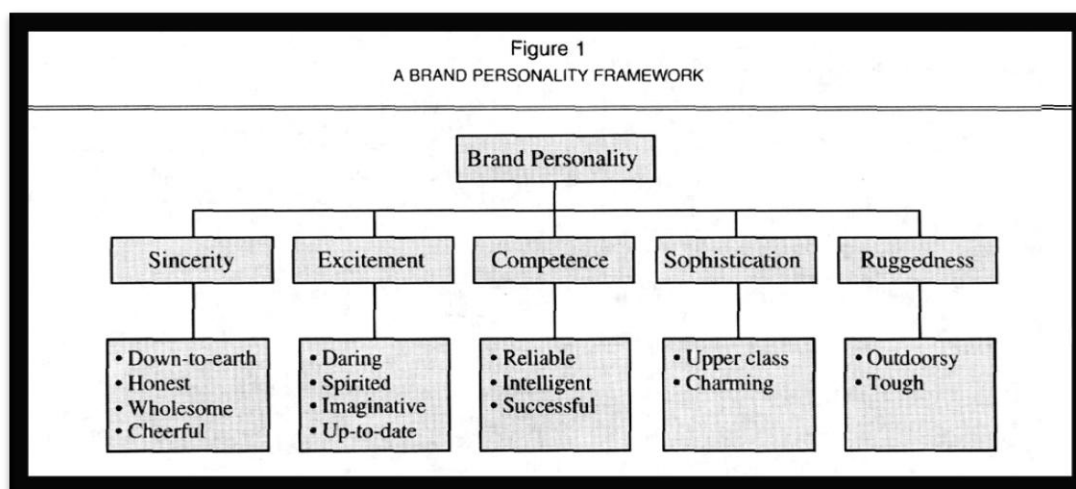 Figure 1
A BRAND PERSONALITY FRAMEWORK
Brand Personality
Sincerity
Excitement
Competence
Sophistication
Ruggedness
• Down-to-earth
• Honest
• Wholesome
• Cheerful
• Daring
• Spirited
• Imaginative
• Up-to-date
• Reliable
• Intelligent
• Successful
• Upper class
• Charming
• Outdoorsy
• Tough